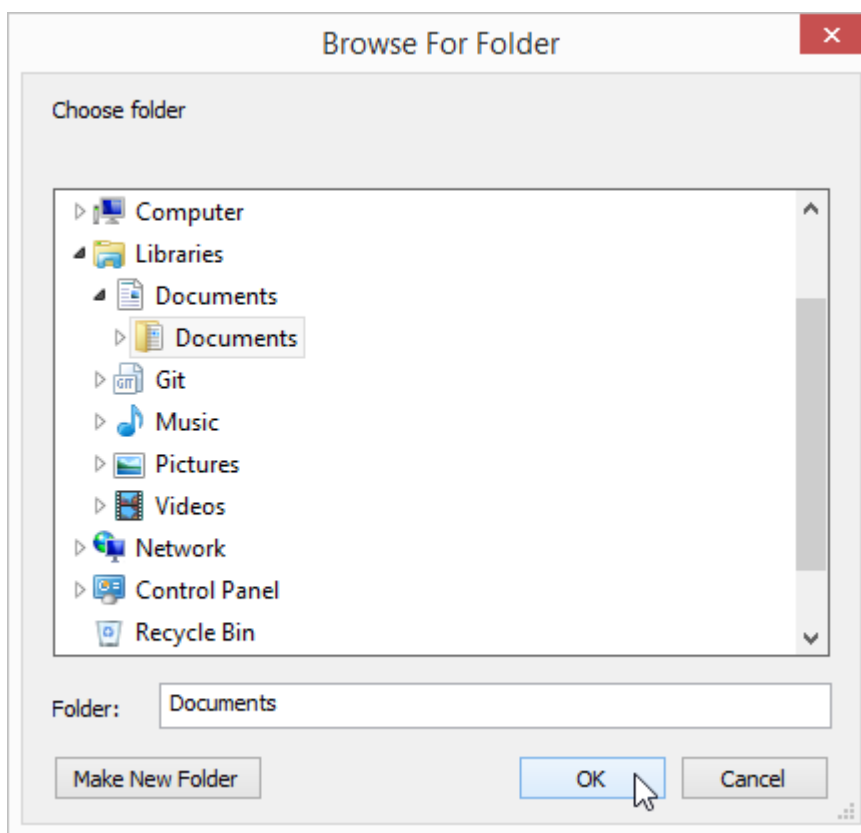 Browse For Folder
Choose folder
Computer
Libraries
Documents
Documents
Git
Music
Pictures
Videos
Network
Control Panel
Recycle Bin
Folder: Documents
Make New Folder OK Cancel